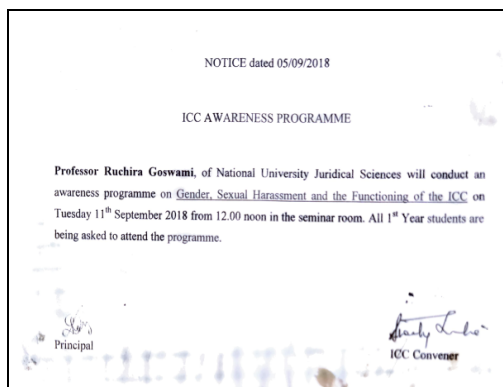 NOTICE dated 05/09/2018
ICC AWARENESS PROGRAMME
Professor Ruchira Goswami, of National University Juridical Sciences will conduct an
awareness programme on Gender, Sexual Harassment and the Functioning of the ICC on
Tuesday 11th September 2018 from 12.00 noon in the seminar room. All 1st Year students are
being asked to attend the programme.
Principal
ICC Convener